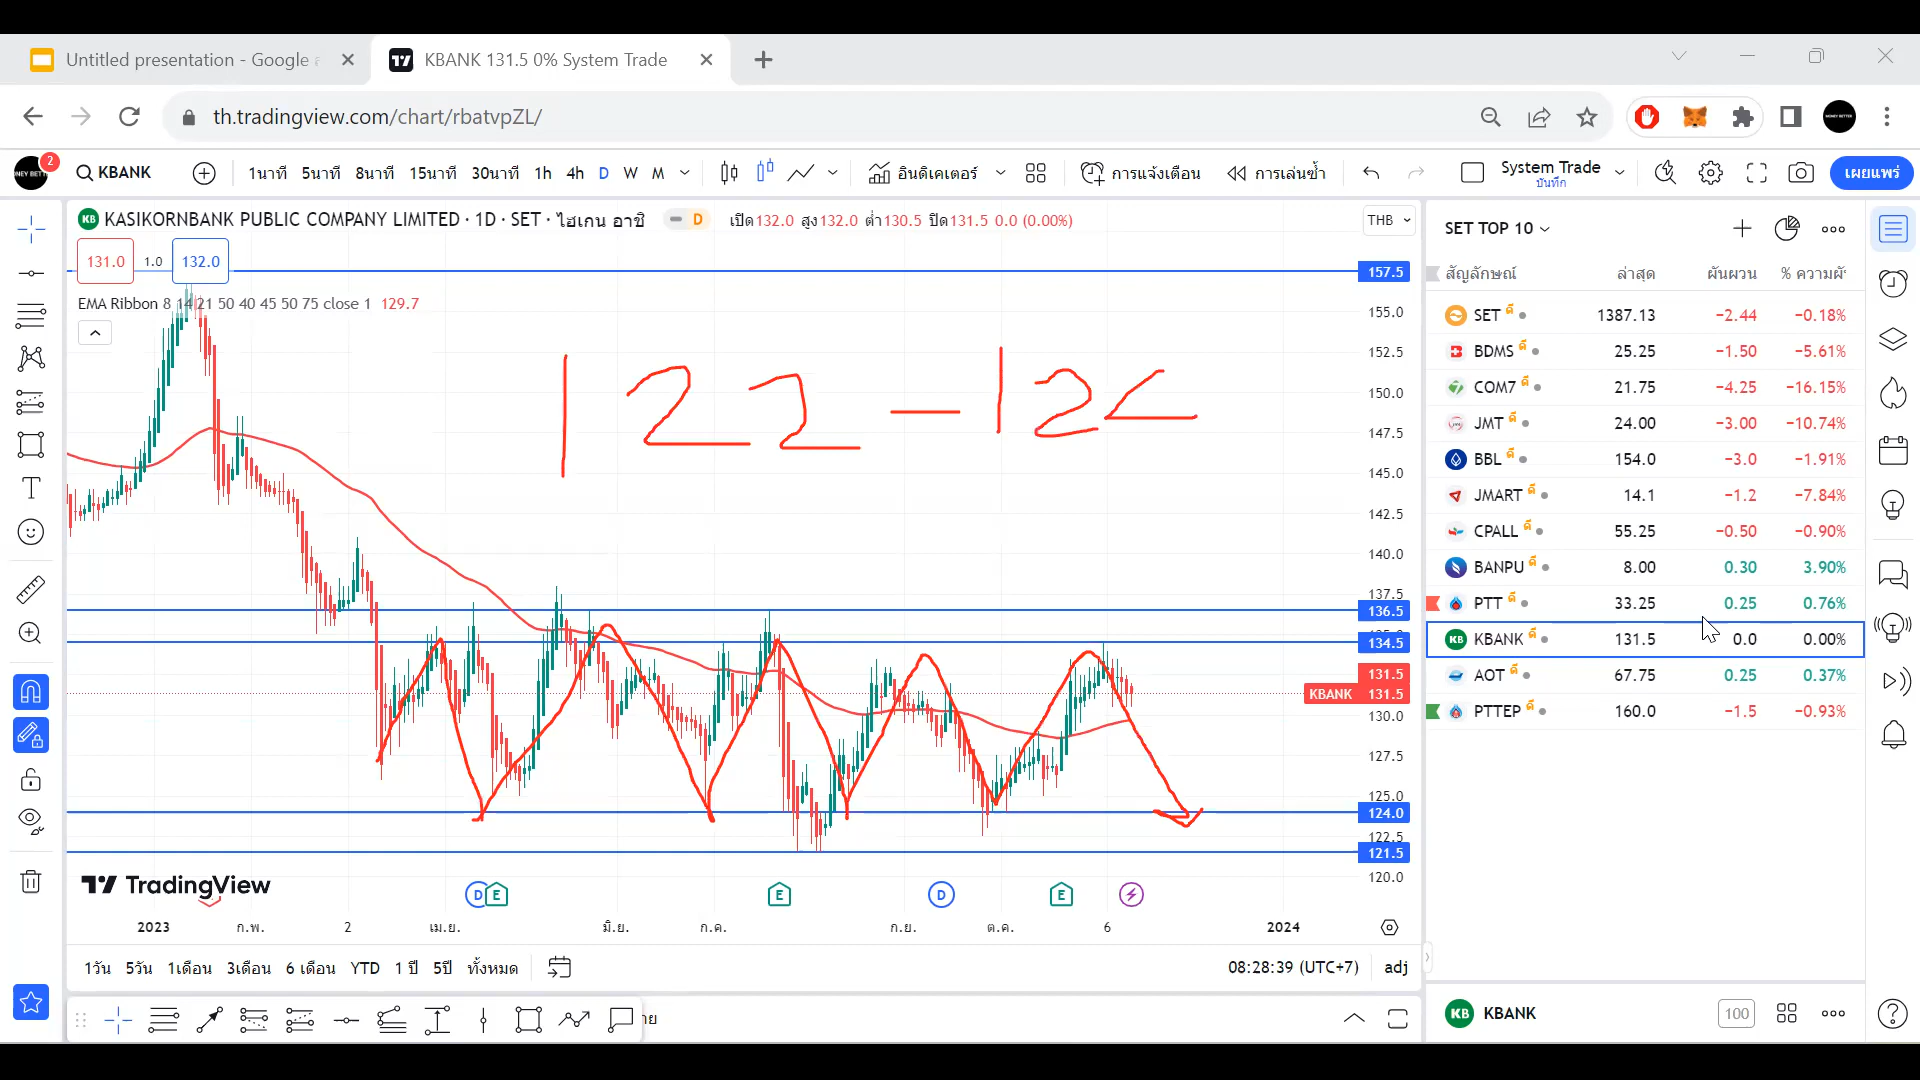 Untitled presentation - Google
KBANK 131.5 0% System Trade
th.tradingview.com/chart/rbatvpZL/
2
KBANK
1นาที 5นาที 8นาที 15นาที 30นาที 1h 4h D W M
อินดิเคเตอร์
การแจ้งเตือน
การเล่นซ้ำ
System Trade
บันทึก
เผยแพร่
KASIKORNBANK PUBLIC COMPANY LIMITED · 1D · SET · ไฮเกน อาชิ
D
เปิด132.0 สูง132.0 ต่ำ130.5 ปิด131.5 0.0 (0.00%)
THB
131.0 1.0 132.0
EMA Ribbon 8 14 21 50 40 45 50 75 close 1 129.7
122-124
157.5
155.0
152.5
150.0
147.5
145.0
142.5
140.0
137.5
136.5
134.5
131.5
KBANK 131.5
130.0
127.5
125.0
124.0
122.5
121.5
120.0
TradingView
D E E D E
2023 ก.พ. 2 เม.ย. มิ.ย. ก.ค. ก.ย. ต.ค. 6 2024
1วัน 5วัน 1เดือน 3เดือน 6 เดือน YTD 1 ปี 5ปี ทั้งหมด
08:28:39 (UTC+7) adj
SET TOP 10
สัญลักษณ์ ล่าสุด ผันผวน
SET ดี 1387.13 −2.44 −0.18%
BDMS ดี 25.25 −1.50 −5.61%
COM7 ดี 21.75 −4.25 −16.15%
JMT ดี 24.00 −3.00 −10.74%
BBL ดี 154.0 −3.0 −1.91%
JMART ดี 14.1 −1.2 −7.84%
CPALL ดี 55.25 −0.50 −0.90%
BANPU ดี 8.00 0.30 3.90%
PTT ดี 33.25 0.25 0.76%
KB KBANK ดี 131.5 0.0 0.00%
AOT ดี 67.75 0.25 0.37%
PTTEP ดี 160.0 −1.5 −0.93%
KB KBANK
100